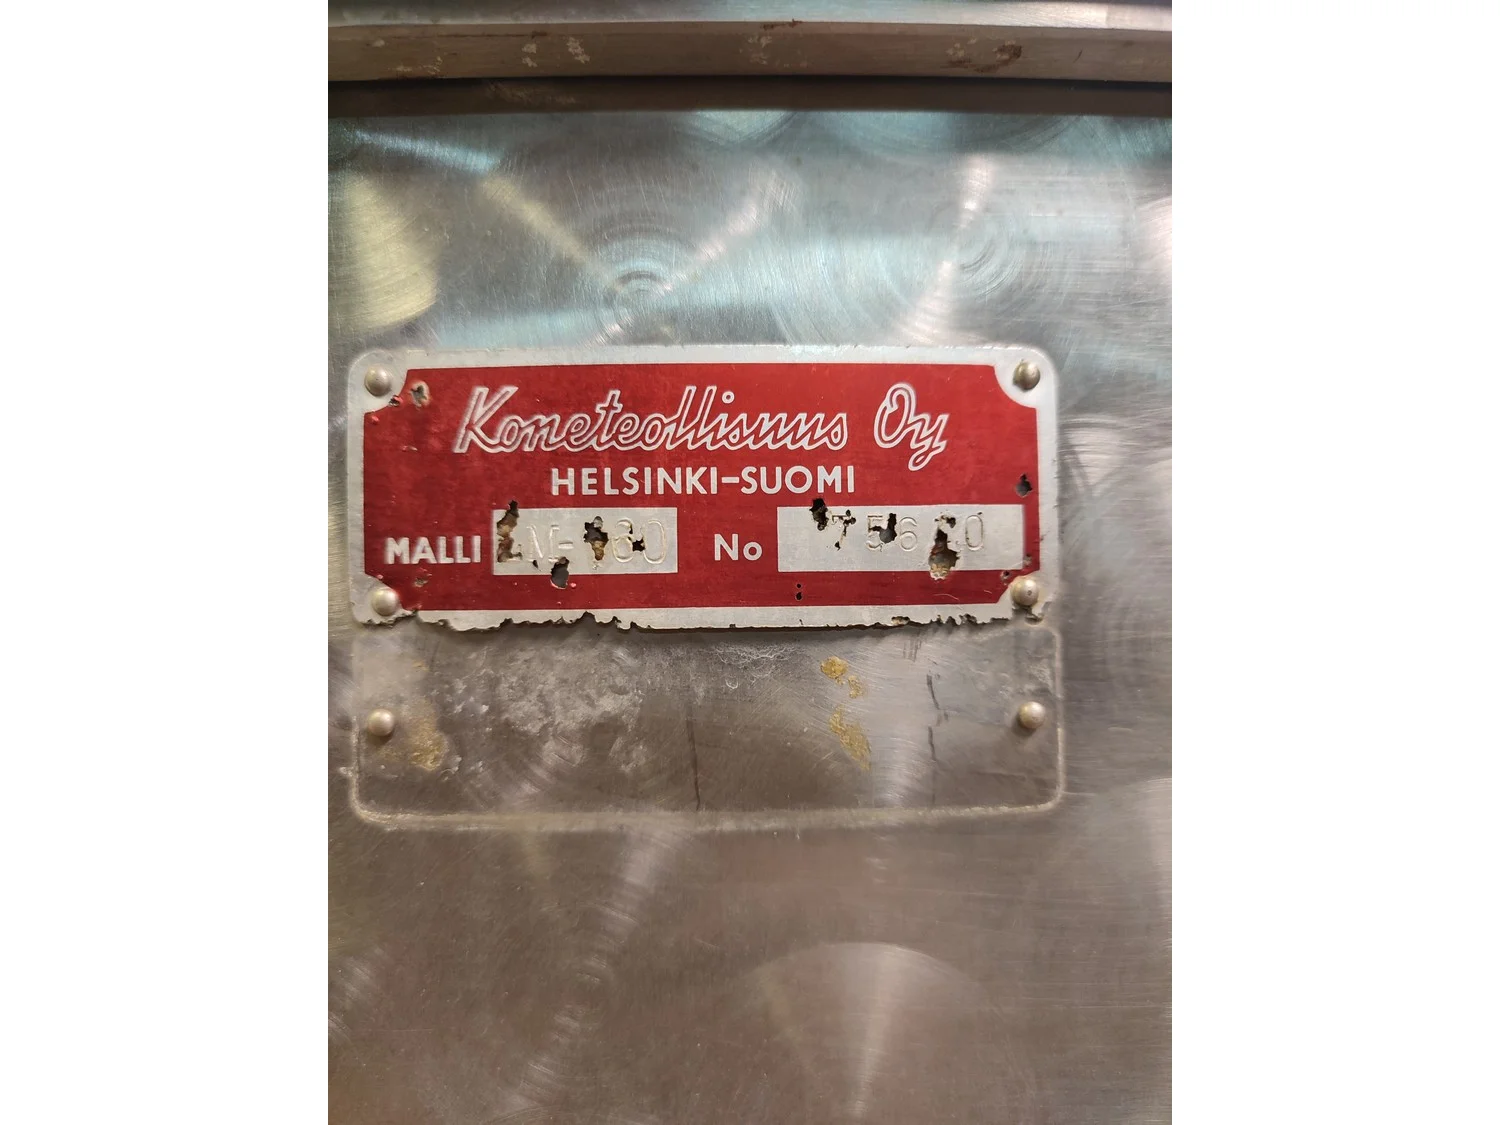 Koneteollisuus Oy
HELSINKI-SUOMI
MALLI No